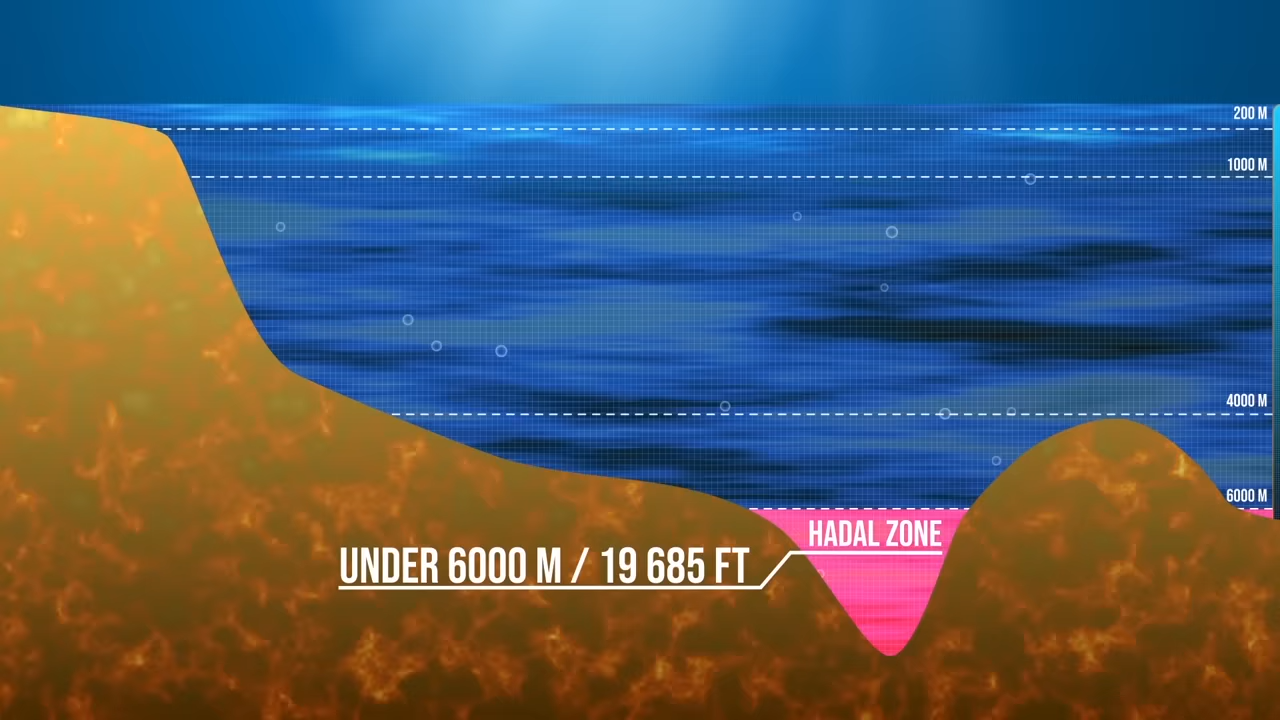 200 M
1000 M
4000 M
6000 M
HADAL ZONE
UNDER 6000 M / 19 685 FT